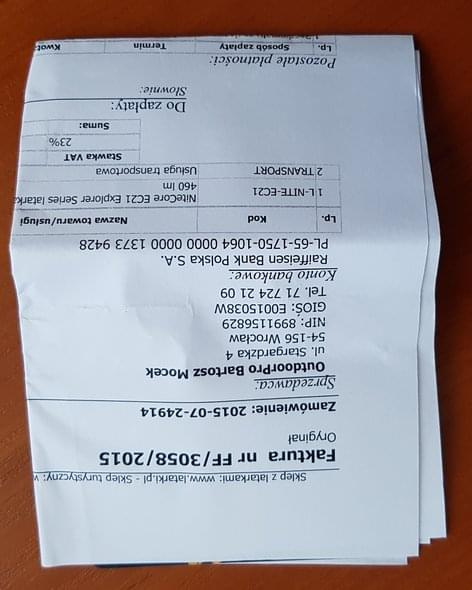 Sklep z latarkami: www.latarki.pl - Sklep turystyczny: w
Faktura nr FF/3058/2015
Oryginał
Zamówienie: 2015-07-24914
Sprzedawca:
OutdoorPro Bartosz Mocek
ul. Stargardzka 4
54-156 Wrocław
NIP: 8991156829
GIOŚ: E0015038W
Tel. 71 724 21 09
Konto bankowe:
Raiffeisen Bank Polska S.A.
PL-65-1750-1064 0000 0000 1373 9428
Lp. Kod Nazwa towaru/usługi
1 L-NITE-EC21 NiteCore EC21 Explorer Series latark
460 lm
2 TRANSPORT Usługa transportowa
Stawka VAT
23%
Suma:
Do zapłaty:
Słownie:
Pozostałe płatności:
Lp. Sposób zapłaty Termin Kwota